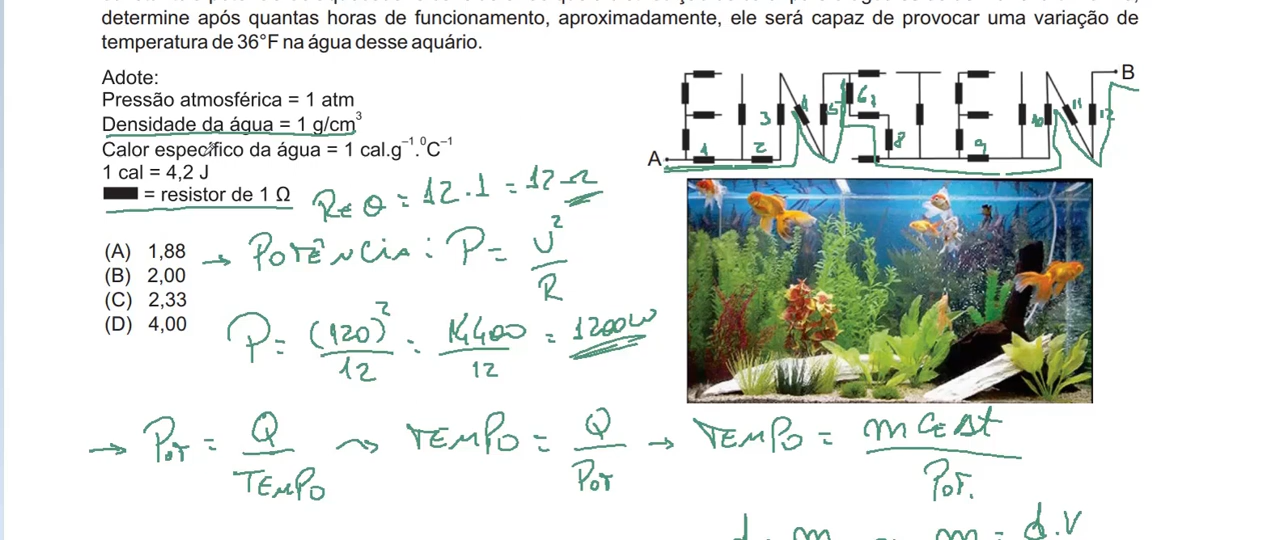 determine após quantas horas de funcionamento, aproximadamente, ele será capaz de provocar uma variação de
temperatura de 36°F na água desse aquário.
Adote:
Pressão atmosférica = 1 atm
Densidade da água = 1 g/cm³
Calor específico da água = 1 cal.g⁻¹.⁰C⁻¹
1 cal = 4,2 J
= resistor de 1 Ω
Req = 12.1 = 12Ω
A
B
1 2 3 4 5 6 7 8 9 10 11 12
(A) 1,88
(B) 2,00
(C) 2,33
(D) 4,00
→ POTÊNCIA: P = U²/R
P = (120)²/12 = 14400/12 = 1200W
→ POT = Q/TEMPO ⤳ TEMPO = Q/POT → TEMPO = m CE Δt/POT.
m = d.V